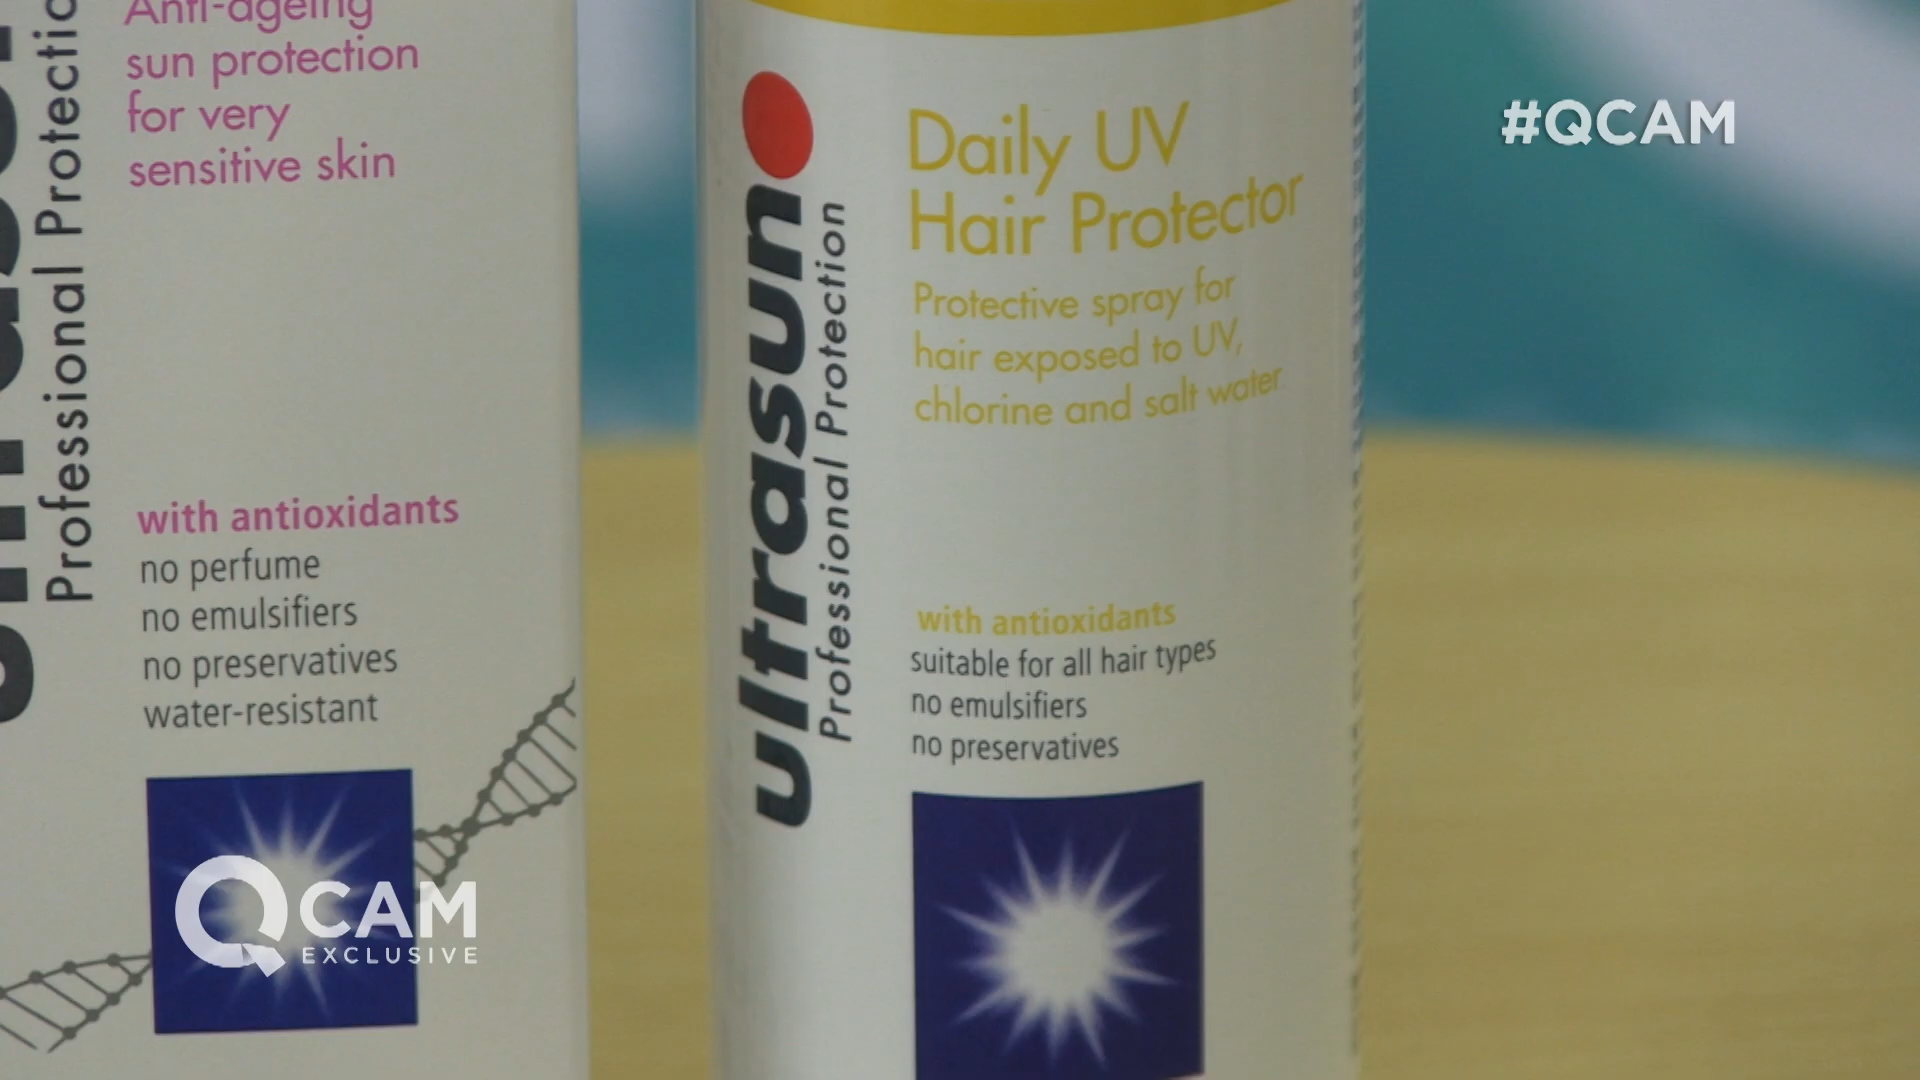 Anti-ageing
sun protection
for very
sensitive skin
Professional
with antioxidants
no perfume
no emulsifiers
no preservatives
water-resistant
ultrasun
Professional Protection
Daily UV
Hair Protector
Protective spray for
hair exposed to UV,
chlorine and salt water
with antioxidants
suitable for all hair types
no emulsifiers
no preservatives
#QCAM
QCAM
EXCLUSIVE